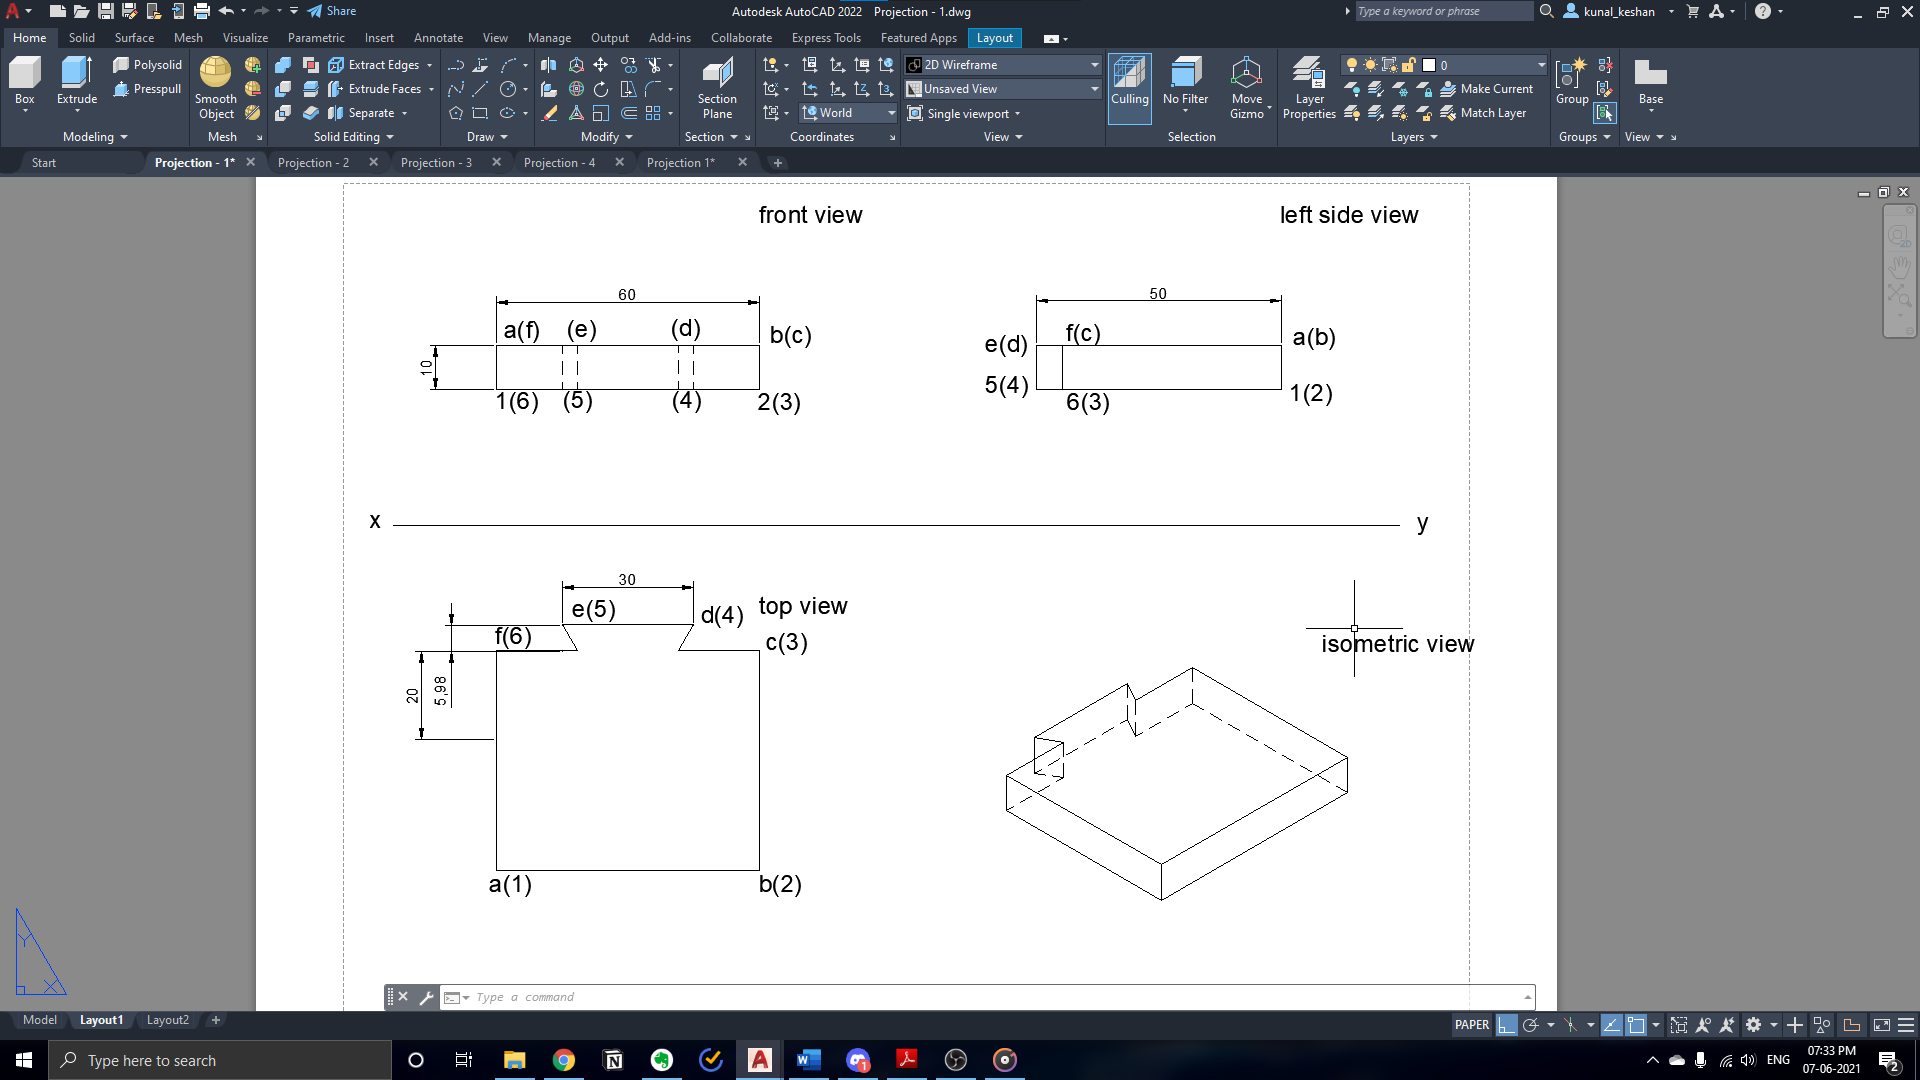 Share
Autodesk AutoCAD 2022 Projection - 1.dwg
Type a keyword or phrase
kunal_keshan
Home Solid Surface Mesh Visualize Parametric Insert Annotate View Manage Output Add-ins Collaborate Express Tools Featured Apps Layout
Box
Extrude
Polysolid
Presspull
Modeling
Smooth
Object
Mesh
Extract Edges
Extrude Faces
Separate
Solid Editing
Draw
Modify
Section
Plane
Section
World
Coordinates
2D Wireframe
Unsaved View
Single viewport
View
Culling
No Filter
Move
Gizmo
Selection
Layer
Properties
0
Make Current
Match Layer
Layers
Group
Groups
Base
View
Start
Projection - 1*
Projection - 2
Projection - 3
Projection - 4
Projection 1*
front view
left side view
60
a(f) (e) (d) b(c)
10
1(6) (5) (4) 2(3)
50
e(d) f(c) a(b)
5(4) 6(3) 1(2)
x
y
30
e(5) d(4) top view
f(6) c(3)
20
5,98
a(1) b(2)
isometric view
Y
X
Type a command
Model Layout1 Layout2
PAPER
Type here to search
1
ENG
07:33 PM
07-06-2021
2